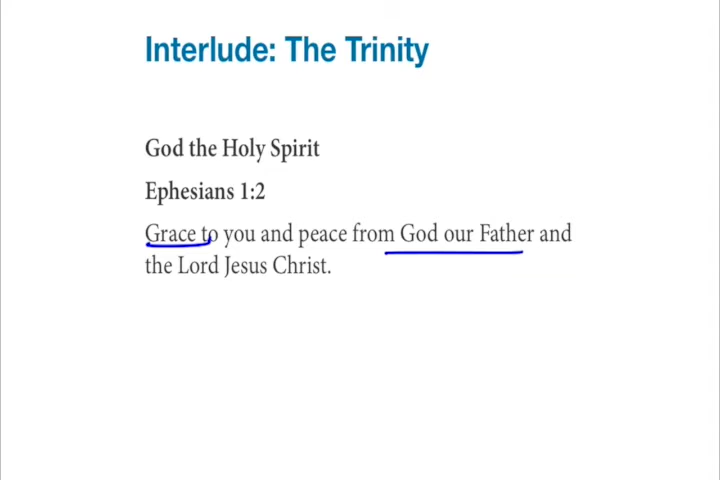 Interlude: The Trinity
God the Holy Spirit
Ephesians 1:2
Grace to you and peace from God our Father and
the Lord Jesus Christ.